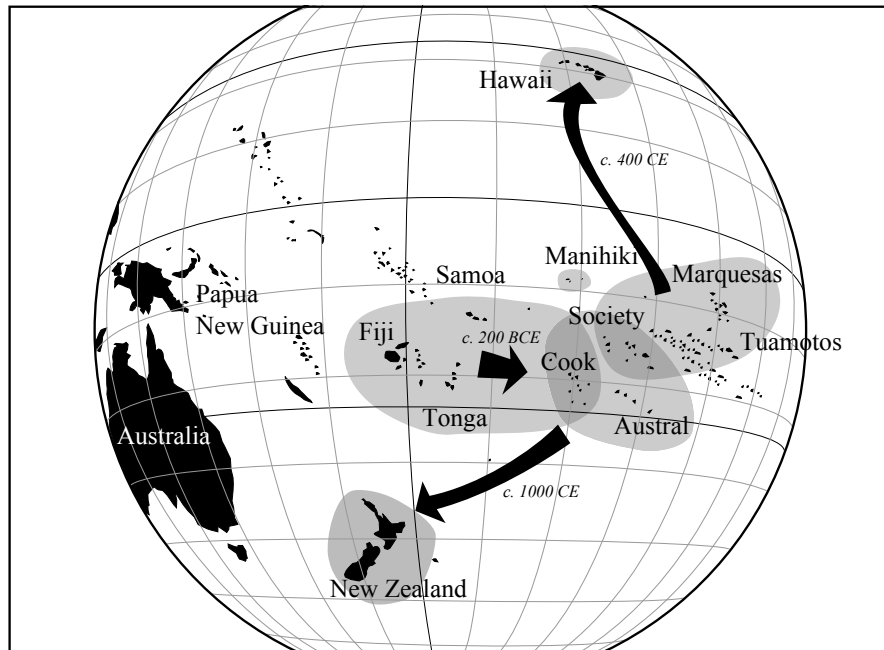 Hawaii
c. 400 CE
Manihiki
Samoa
Marquesas
Papua
New Guinea
Society
Fiji
c. 200 BCE
Tuamotos
Cook
Tonga
Austral
Australia
c. 1000 CE
New Zealand